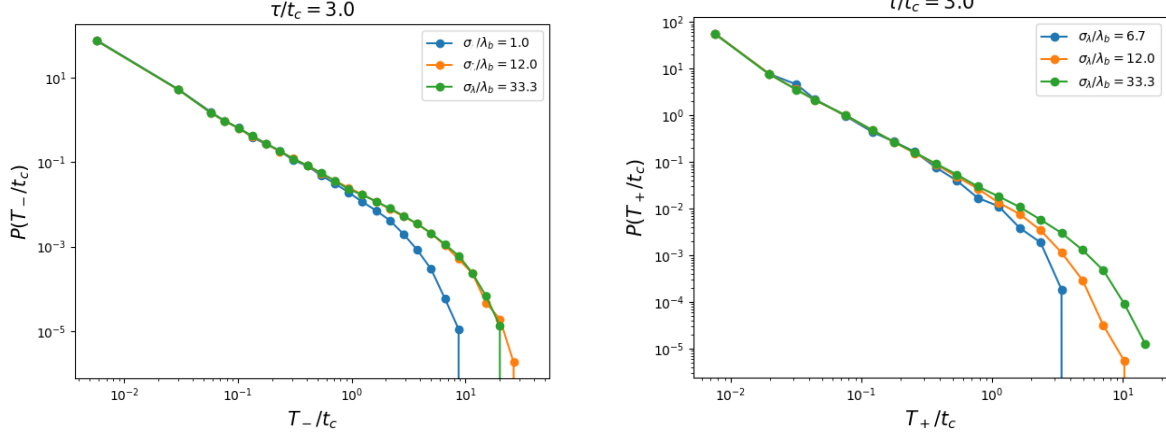 τ/t_c = 3.0
σ_·/λ_b = 1.0
σ_·/λ_b = 12.0
σ_λ/λ_b = 33.3
10^1
10^-1
10^-3
10^-5
P(T_-/t_c)
10^-2
10^-1
10^0
10^1
T_-/t_c
τ/t_c = 3.0
σ_λ/λ_b = 6.7
σ_λ/λ_b = 12.0
σ_λ/λ_b = 33.3
10^2
10^1
10^0
10^-1
10^-2
10^-3
10^-4
10^-5
P(T_+/t_c)
10^-2
10^-1
10^0
10^1
T_+/t_c